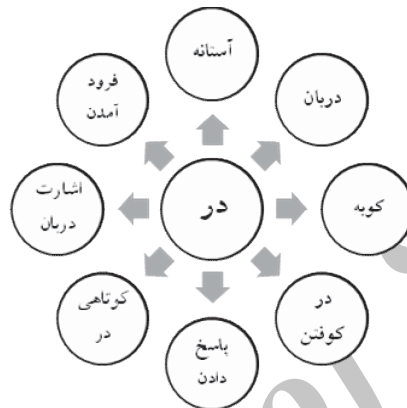 آستانه
دربان
کوبه
در
کوفتن
پاسخ
دادن
کوتاهی
در
اشارت
دربان
فرود
آمدن
در